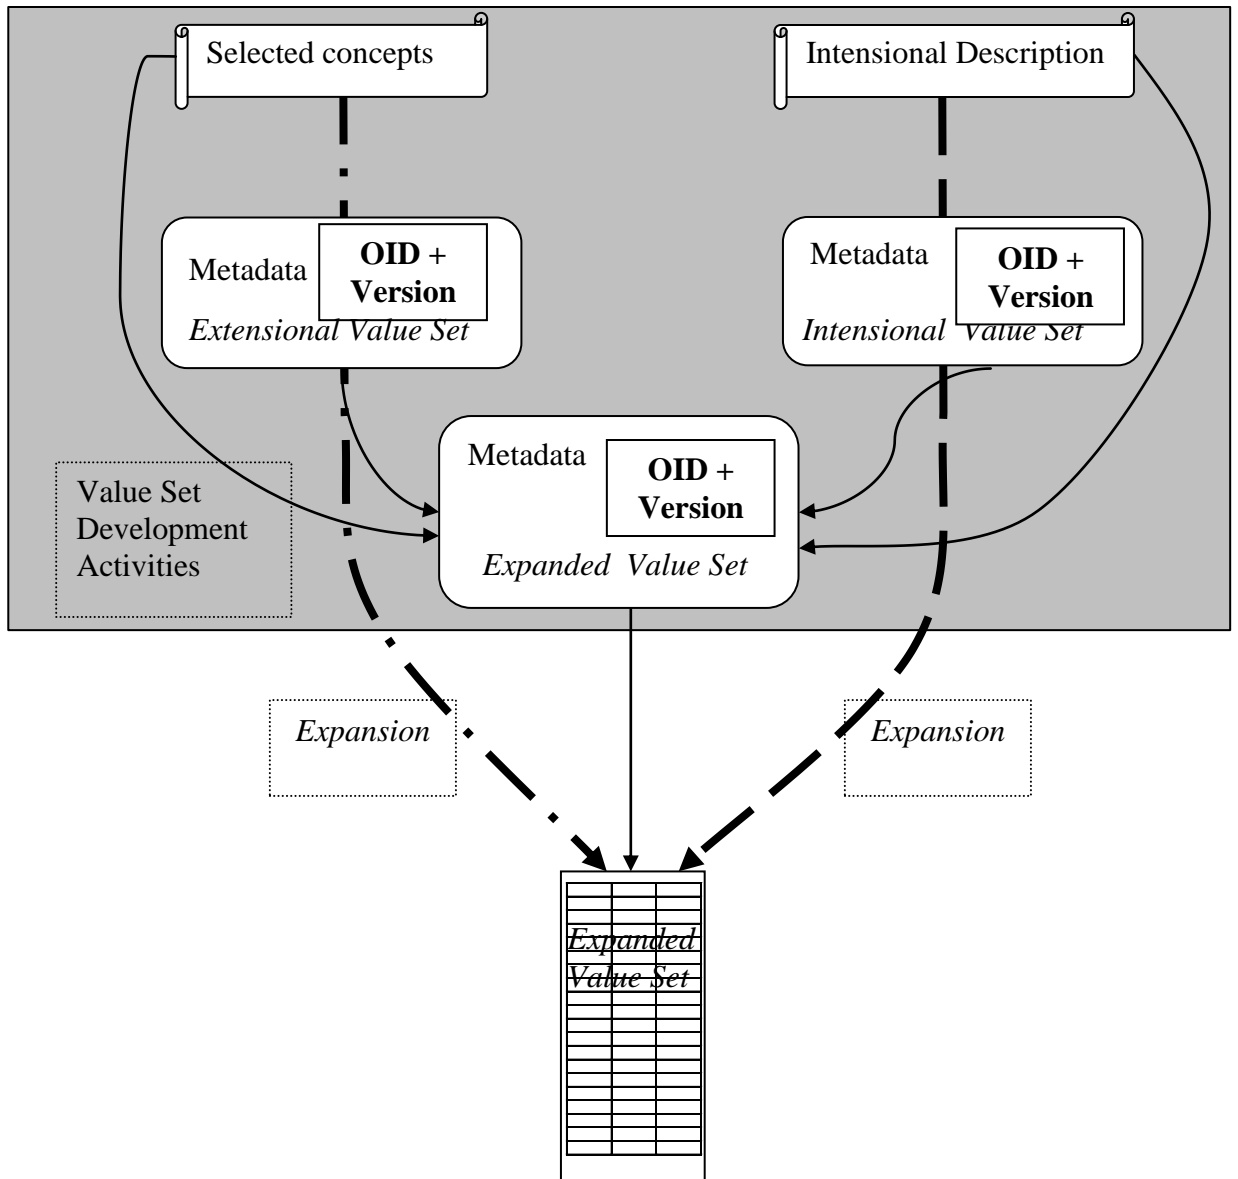 Selected concepts
Intensional Description
Metadata
OID +
Version
Extensional Value Set
Metadata
OID +
Version
Intensional Value Set
Metadata
OID +
Version
Expanded Value Set
Value Set
Development
Activities
Expansion
Expansion
Expanded
Value Set